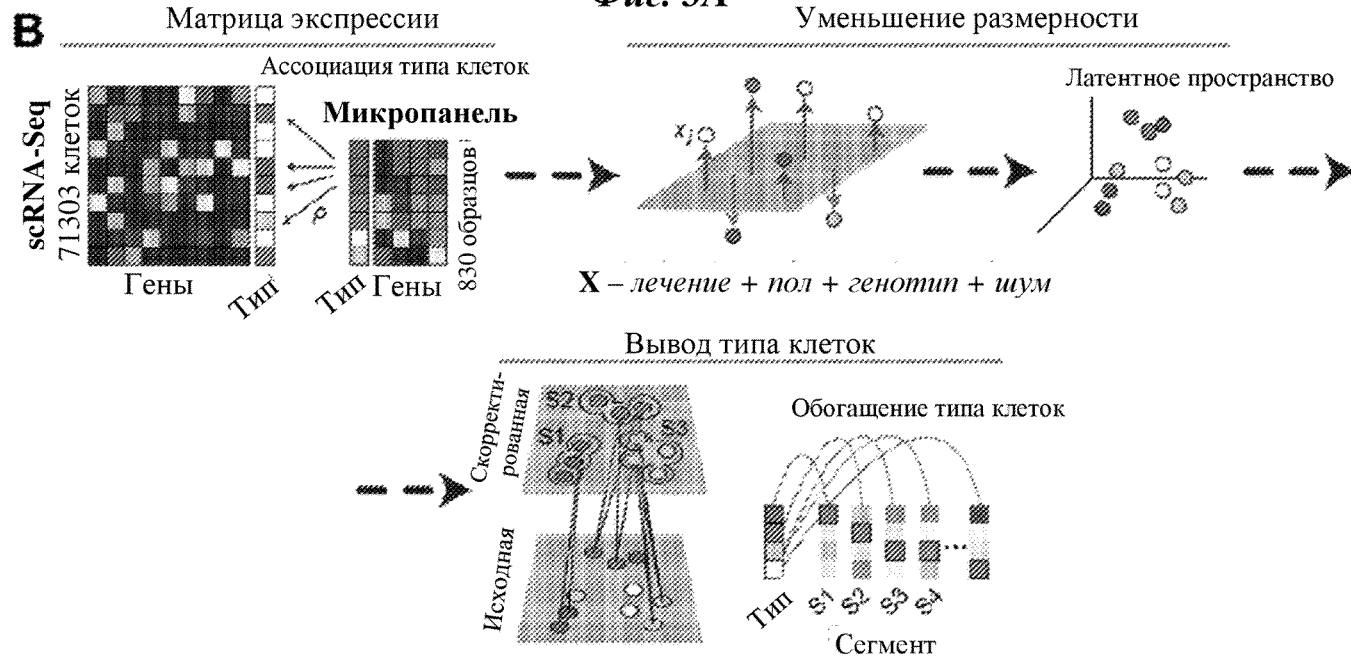 Фиг. 3А
B
Матрица экспрессии
Уменьшение размерности
Ассоциация типа клеток
Латентное пространство
scRNA-Seq
71303 клеток
Микропанель
830 образцов
ρ
x_j
Гены
Тип
Тип
Гены
X – лечение + пол + генотип + шум
Вывод типа клеток
Скорректи-
рованная
S2
S1
S3
Исходная
Обогащение типа клеток
...
Тип
S1
S2
S3
S4
Сегмент